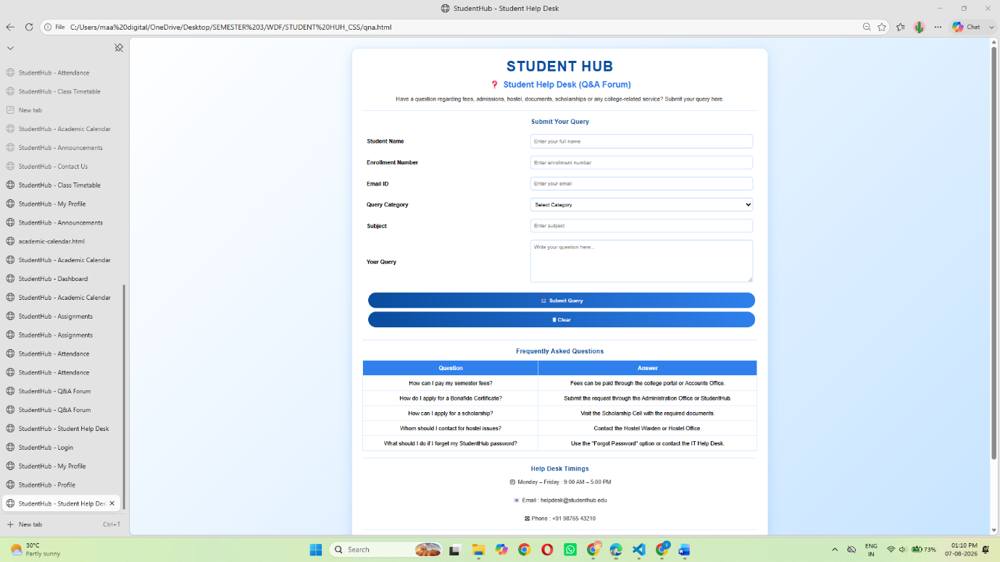 StudentHub - Student Help Desk
File C:/Users/maa%20digital/OneDrive/Desktop/SEMESTER%203/WDF/STUDENT%20HUH_CSS/qna.html
Chat
StudentHub - Attendance
StudentHub - Class Timetable
New tab
StudentHub - Academic Calendar
StudentHub - Announcements
StudentHub - Contact Us
StudentHub - Class Timetable
StudentHub - My Profile
StudentHub - Announcements
academic-calendar.html
StudentHub - Academic Calendar
StudentHub - Dashboard
StudentHub - Academic Calendar
StudentHub - Assignments
StudentHub - Assignments
StudentHub - Attendance
StudentHub - Attendance
StudentHub - Q&A Forum
StudentHub - Q&A Forum
StudentHub - Student Help Desk
StudentHub - Login
StudentHub - My Profile
StudentHub - Profile
StudentHub - Student Help Des
New tab Ctrl+T
STUDENT HUB
❓ Student Help Desk (Q&A Forum)
Have a question regarding fees, admissions, hostel, documents, scholarships or any college-related service? Submit your query here.
Submit Your Query
Student Name Enter your full name
Enrollment Number Enter enrollment number
Email ID Enter your email
Query Category Select Category
Subject Enter subject
Your Query Write your question here...
Submit Query
Clear
Frequently Asked Questions
Question Answer
How can I pay my semester fees? Fees can be paid through the college portal or Accounts Office.
How do I apply for a Bonafide Certificate? Submit the request through the Administration Office or StudentHub.
How can I apply for a scholarship? Visit the Scholarship Cell with the required documents.
Whom should I contact for hostel issues? Contact the Hostel Warden or Hostel Office.
What should I do if I forget my StudentHub password? Use the "Forgot Password" option or contact the IT Help Desk.
Help Desk Timings
Monday – Friday : 9:00 AM – 5:00 PM
Email : helpdesk@studenthub.edu
☎ Phone : +91 98765 43210
30°C
Partly sunny
Search
ENG
IN
73%
01:10 PM
07-08-2026